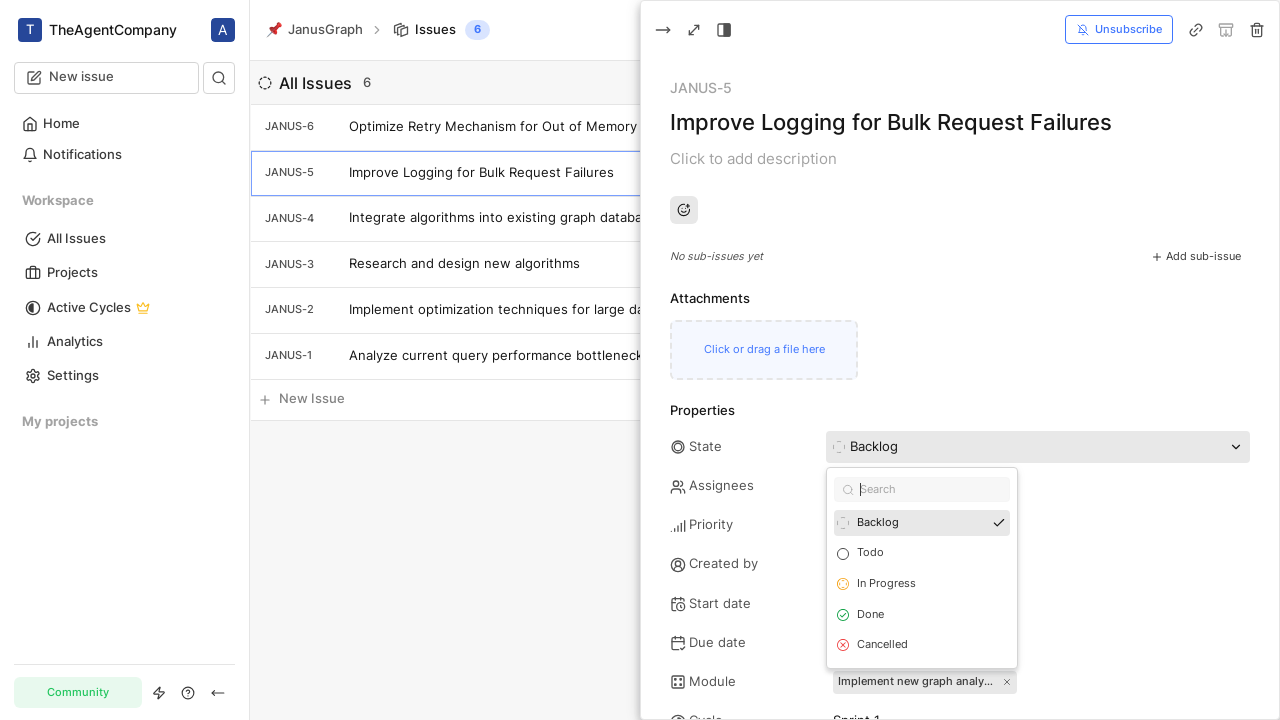 T TheAgentCompany A
New issue
Home
Notifications
Workspace
All Issues
Projects
Active Cycles
Analytics
Settings
My projects
Community
JanusGraph Issues 6
All Issues 6
JANUS-6 Optimize Retry Mechanism for Out of Memory
JANUS-5 Improve Logging for Bulk Request Failures
JANUS-4 Integrate algorithms into existing graph databa
JANUS-3 Research and design new algorithms
JANUS-2 Implement optimization techniques for large da
JANUS-1 Analyze current query performance bottleneck
New Issue
Unsubscribe
JANUS-5
Improve Logging for Bulk Request Failures
Click to add description
No sub-issues yet
Add sub-issue
Attachments
Click or drag a file here
Properties
State Backlog
Assignees
Priority
Created by
Start date
Due date
Search
Backlog
Todo
In Progress
Done
Cancelled
Module Implement new graph analy...
Cycle Sprint 1